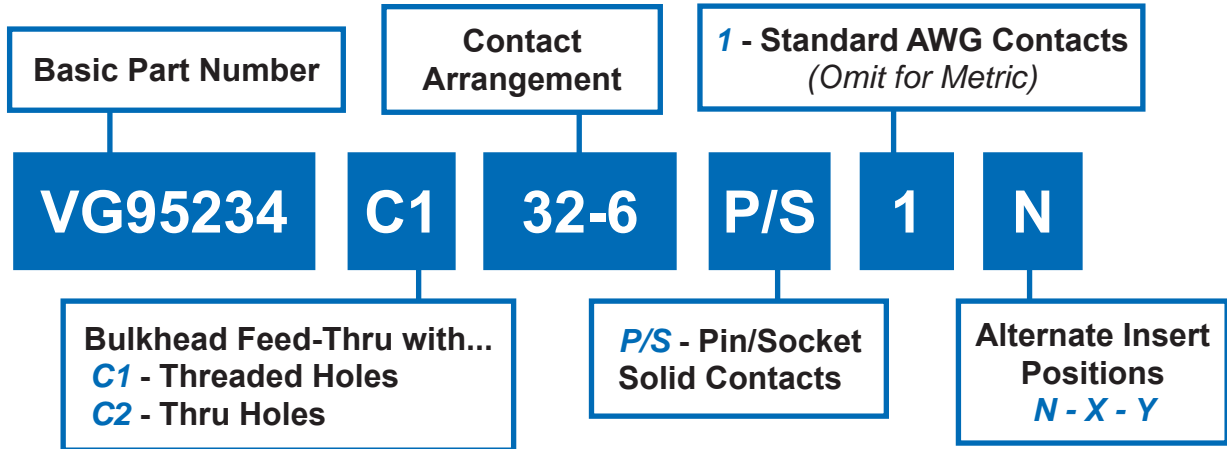 Basic Part Number
Contact
Arrangement
1 - Standard AWG Contacts
(Omit for Metric)
VG95234 C1 32-6 P/S 1 N
Bulkhead Feed-Thru with...
C1 - Threaded Holes
C2 - Thru Holes
P/S - Pin/Socket
Solid Contacts
Alternate Insert
Positions
N - X - Y